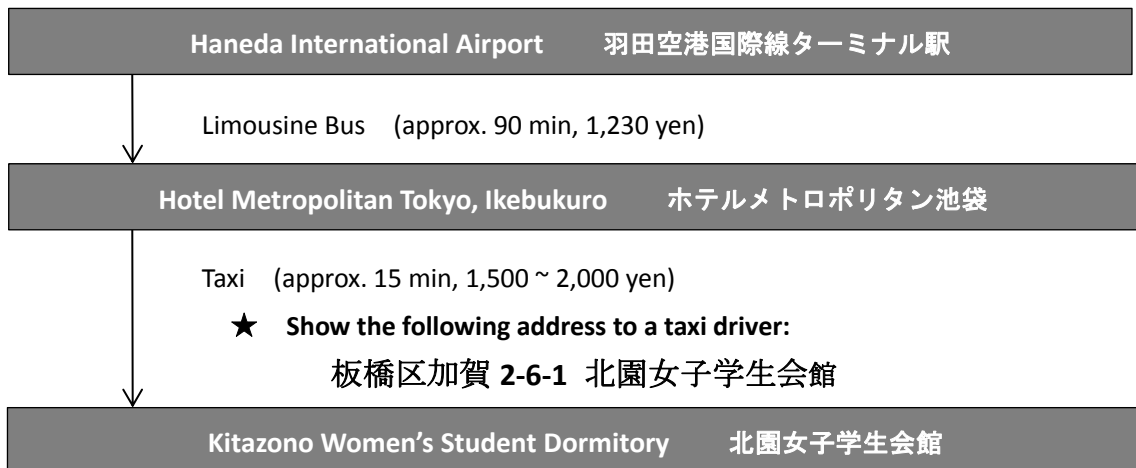 Haneda International Airport 羽田空港国際線ターミナル駅
Limousine Bus (approx. 90 min, 1,230 yen)
Hotel Metropolitan Tokyo, Ikebukuro ホテルメトロポリタン池袋
Taxi (approx. 15 min, 1,500 ~ 2,000 yen)
★ Show the following address to a taxi driver:
板橋区加賀 2-6-1 北園女子学生会館
Kitazono Women’s Student Dormitory 北園女子学生会館